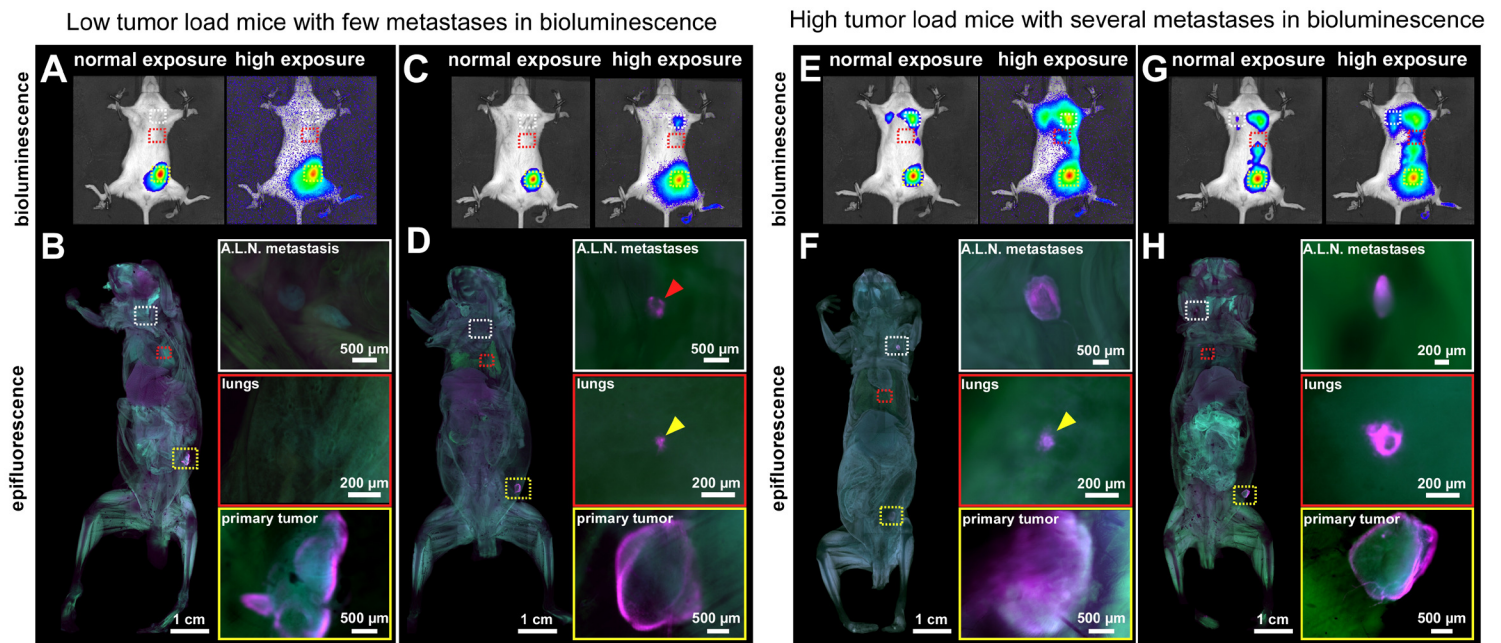 Low tumor load mice with few metastases in bioluminescence
High tumor load mice with several metastases in bioluminescence
bioluminescence
A
normal exposure
high exposure
C
normal exposure
high exposure
bioluminescence
E
normal exposure
high exposure
G
normal exposure
high exposure
epifluorescence
B
A.L.N. metastasis
500 µm
lungs
200 µm
primary tumor
500 µm
1 cm
D
A.L.N. metastases
500 µm
lungs
200 µm
primary tumor
500 µm
1 cm
epifluorescence
F
A.L.N. metastases
500 µm
lungs
200 µm
primary tumor
500 µm
1 cm
H
A.L.N. metastases
200 µm
lungs
200 µm
primary tumor
500 µm
1 cm